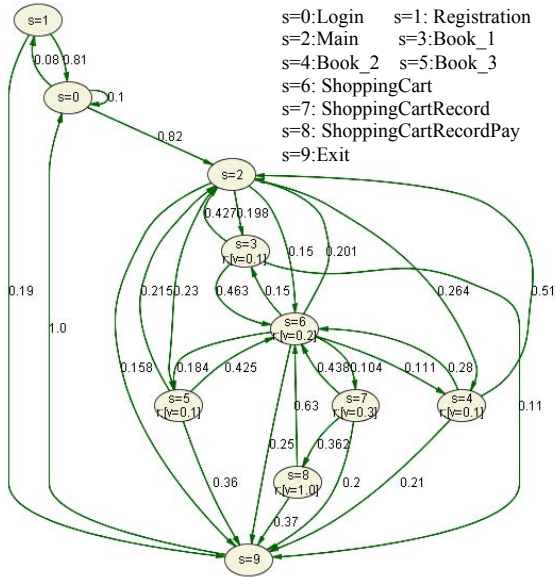 s=1
s=0:Login s=1: Registration
s=2:Main s=3:Book_1
s=4:Book_2 s=5:Book_3
s=6: ShoppingCart
s=7: ShoppingCartRecord
s=8: ShoppingCartRecordPay
s=9:Exit
0.08 0.81
s=0
0.1
0.82
s=2
0.427 0.198
s=3
r:[v=0.1]
0.15 0.201
0.19
0.215 0.23
0.463
0.15
0.264
0.51
1.0
s=6
r:[v=0.2]
0.158
0.184
0.425
0.438 0.104
0.111
0.28
s=5
r:[v=0.1]
s=7
r:[v=0.3]
s=4
r:[v=0.1]
0.11
0.63
0.25
0.362
0.36
s=8
r:[v=1.0]
0.2
0.21
0.37
s=9